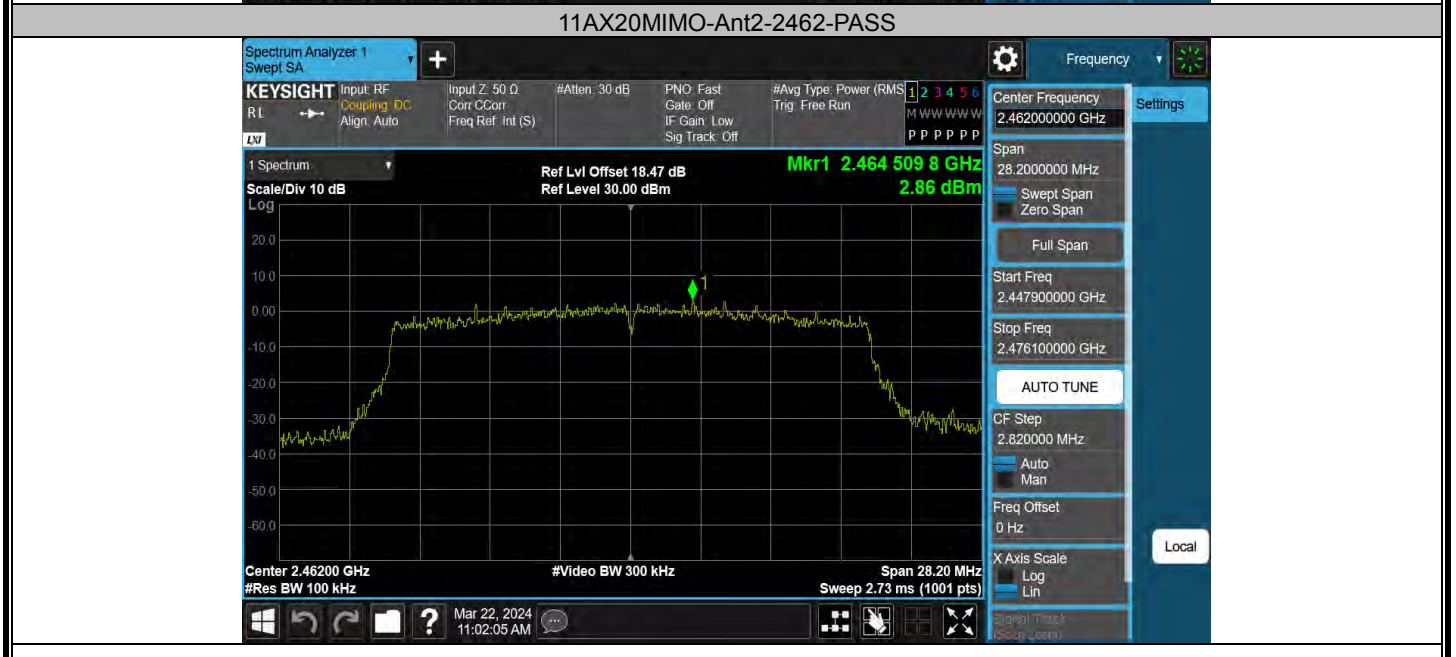 11AX20MIMO-Ant2-2462-PASS
Spectrum Analyzer 1
Swept SA
+
Frequency
KEYSIGHT
R L
LXI
Input: RF
Coupling: DC
Align: Auto
Input Z: 50 Ω
Corr CCorr
Freq Ref: Int (S)
#Atten: 30 dB
PNO: Fast
Gate: Off
IF Gain: Low
Sig Track: Off
#Avg Type: Power (RMS
Trig: Free Run
1 2 3 4 5 6
M W W W W W
P P P P P P
Center Frequency
2.462000000 GHz
Settings
1 Spectrum
Scale/Div 10 dB
Log
Ref Lvl Offset 18.47 dB
Ref Level 30.00 dBm
Mkr1 2.464 509 8 GHz
2.86 dBm
1
20.0
10.0
0.00
-10.0
-20.0
-30.0
-40.0
-50.0
-60.0
Center 2.46200 GHz
#Res BW 100 kHz
#Video BW 300 kHz
Span 28.20 MHz
Sweep 2.73 ms (1001 pts)
Span
28.2000000 MHz
Swept Span
Zero Span
Full Span
Start Freq
2.447900000 GHz
Stop Freq
2.476100000 GHz
AUTO TUNE
CF Step
2.820000 MHz
Auto
Man
Freq Offset
0 Hz
X Axis Scale
Log
Lin
Signal Track
(Span Zoom)
Local
?
Mar 22, 2024
11:02:05 AM